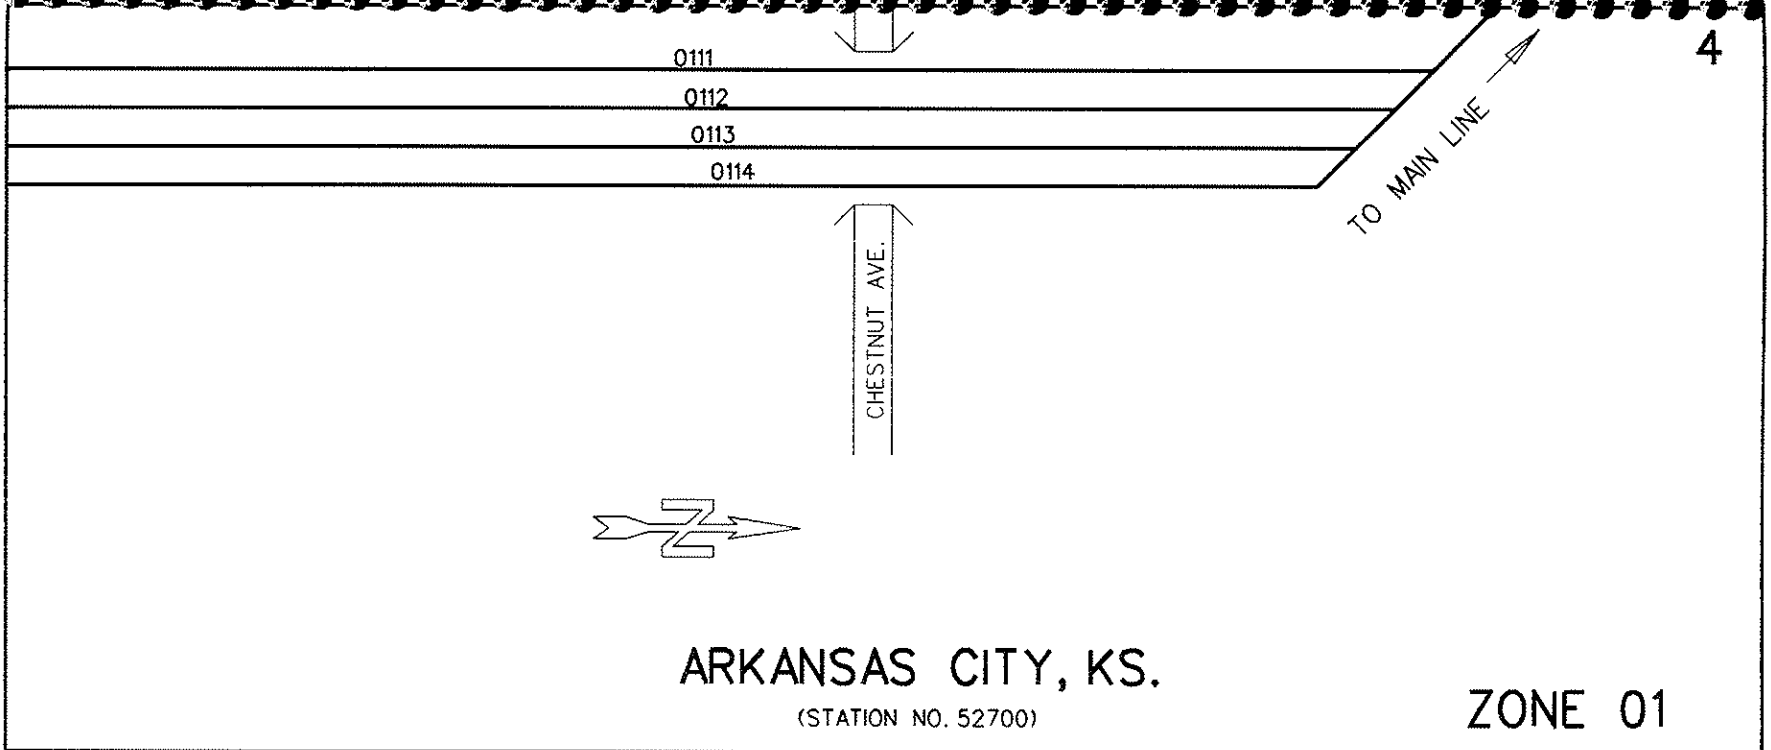 4
0111
0112
0113
0114
TO MAIN LINE
CHESTNUT AVE.
N
ARKANSAS CITY, KS.
(STATION NO. 52700)
ZONE 01